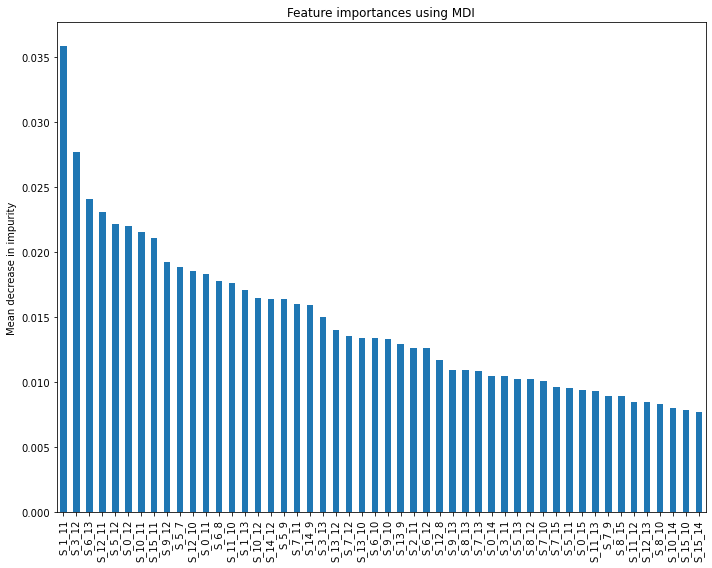 Feature importances using MDI
Mean decrease in impurity
0.035
0.030
0.025
0.020
0.015
0.010
0.005
0.000
S_1_11
S_3_12
S_6_13
S_12_11
S_5_12
S_0_12
S_10_11
S_15_11
S_9_12
S_5_7
S_12_10
S_0_11
S_6_8
S_11_10
S_1_13
S_10_12
S_14_12
S_5_9
S_7_11
S_14_9
S_3_13
S_13_12
S_7_12
S_13_10
S_6_10
S_9_10
S_13_9
S_2_11
S_6_12
S_12_8
S_9_13
S_8_13
S_7_13
S_0_14
S_3_11
S_5_13
S_8_12
S_7_10
S_7_15
S_5_11
S_0_15
S_11_13
S_7_9
S_8_15
S_11_12
S_12_13
S_8_10
S_10_14
S_15_10
S_15_14